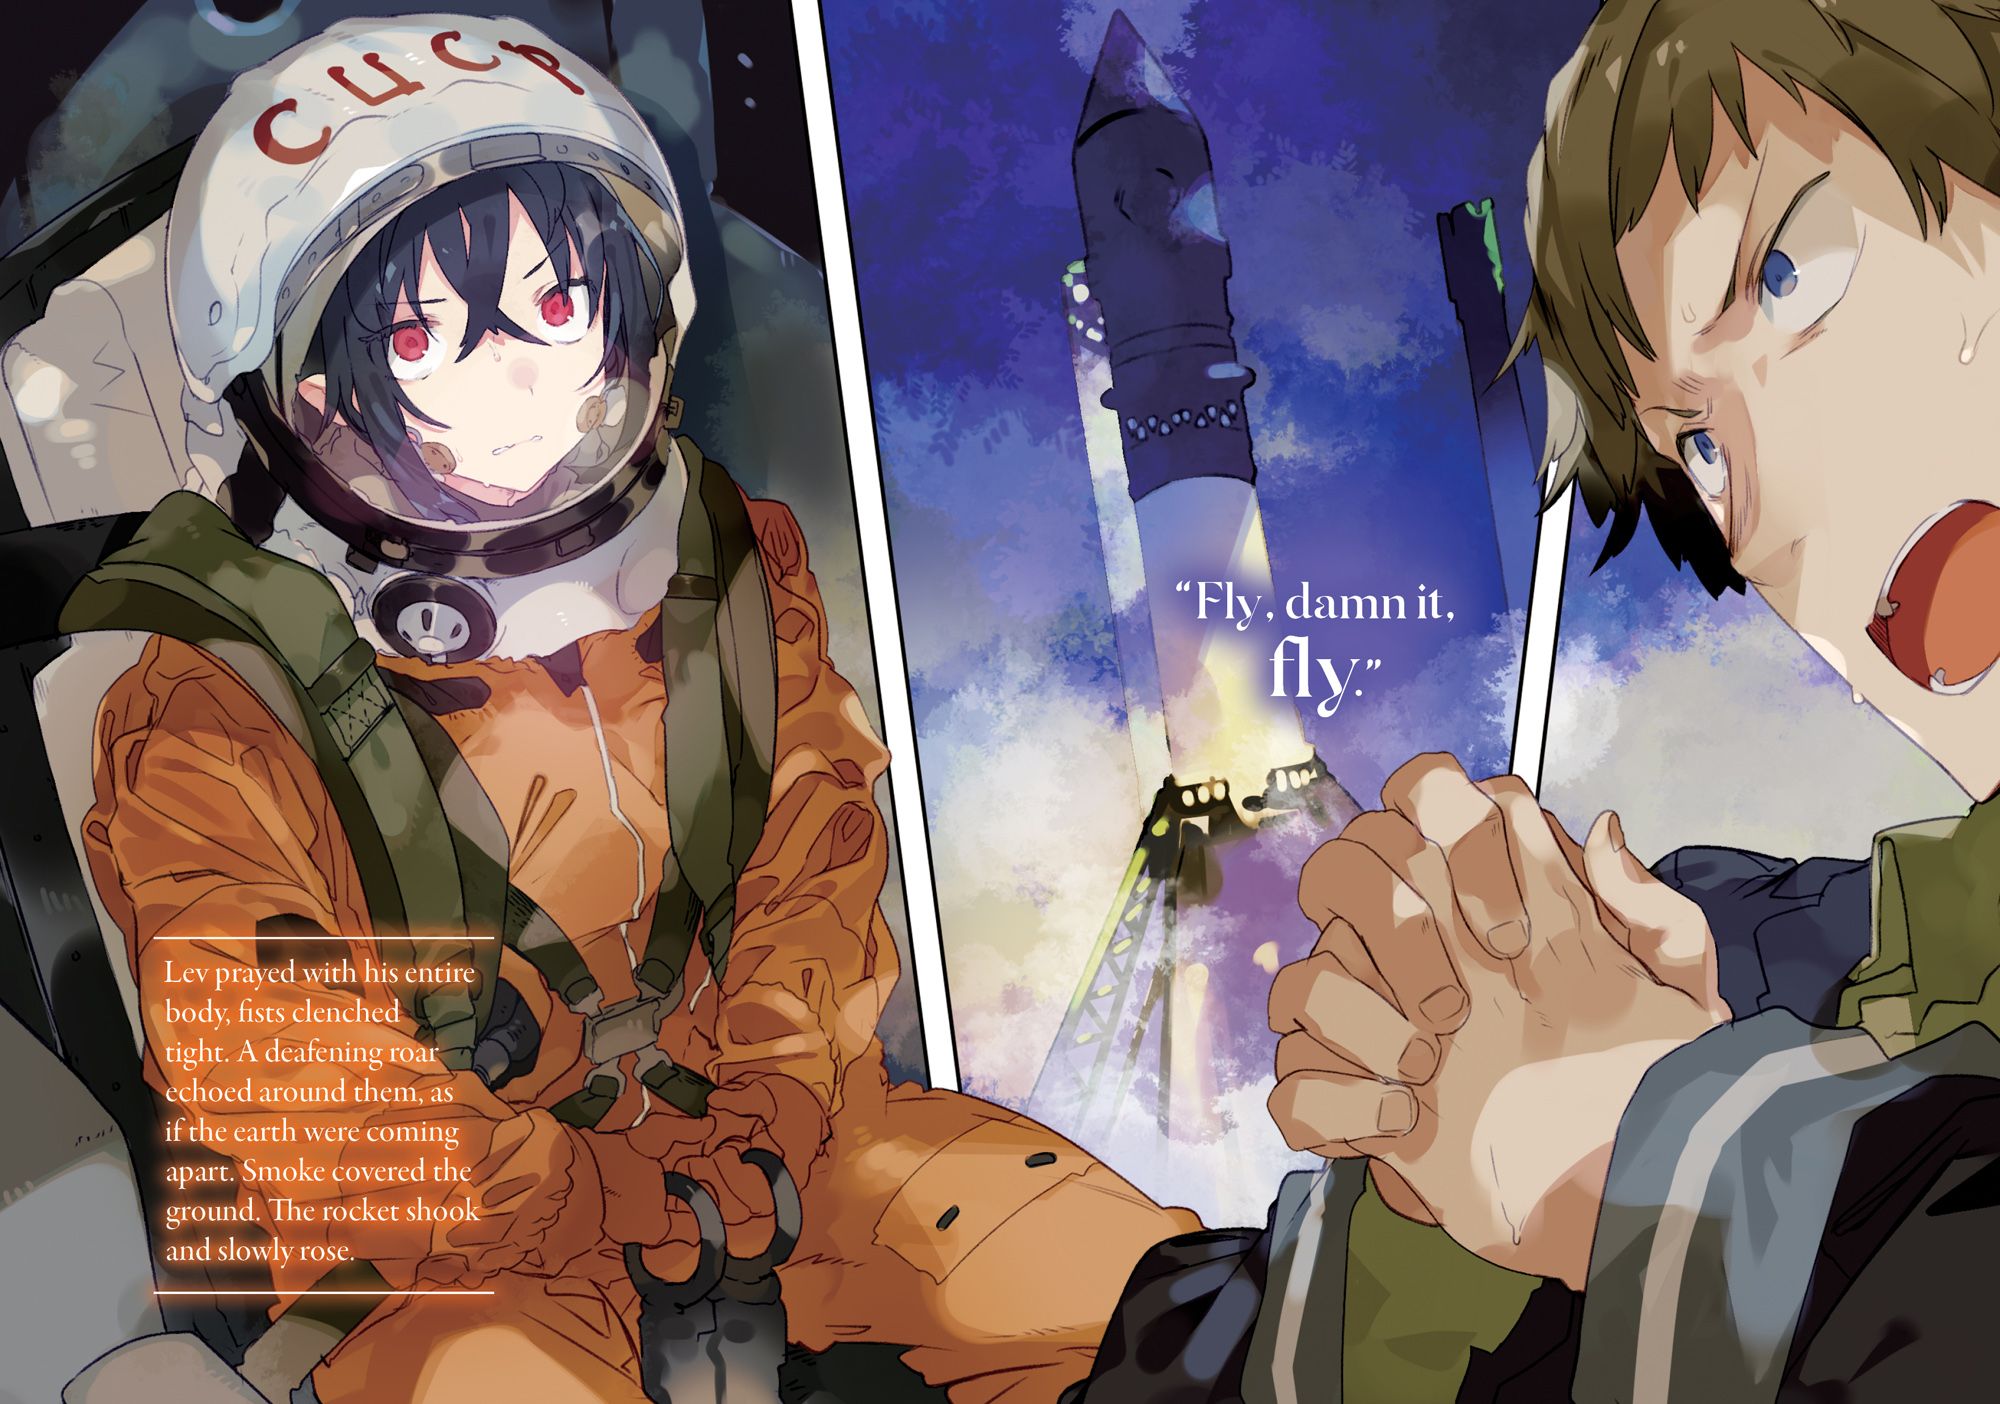 СЦСР
"Fly, damn it,
fly."
Lev prayed with his entire
body, fists clenched
tight. A deafening roar
echoed around them, as
if the earth were coming
apart. Smoke covered the
ground. The rocket shook
and slowly rose.